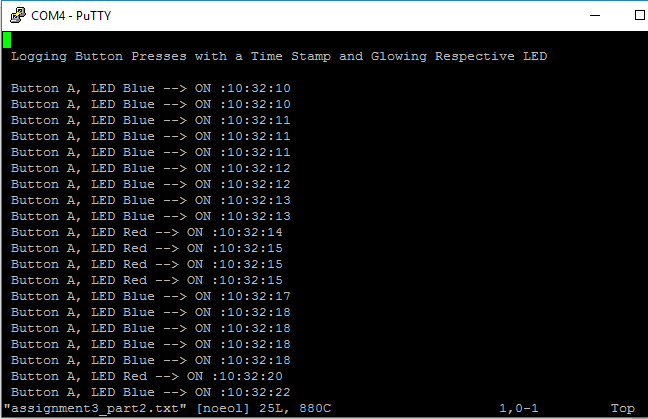 COM4 - PuTTY
Logging Button Presses with a Time Stamp and Glowing Respective LED
Button A, LED Blue --> ON :10:32:10
Button A, LED Blue --> ON :10:32:10
Button A, LED Blue --> ON :10:32:11
Button A, LED Blue --> ON :10:32:11
Button A, LED Blue --> ON :10:32:11
Button A, LED Blue --> ON :10:32:12
Button A, LED Blue --> ON :10:32:12
Button A, LED Blue --> ON :10:32:13
Button A, LED Blue --> ON :10:32:13
Button A, LED Red --> ON :10:32:14
Button A, LED Red --> ON :10:32:15
Button A, LED Red --> ON :10:32:15
Button A, LED Red --> ON :10:32:15
Button A, LED Blue --> ON :10:32:17
Button A, LED Blue --> ON :10:32:18
Button A, LED Blue --> ON :10:32:18
Button A, LED Blue --> ON :10:32:18
Button A, LED Blue --> ON :10:32:18
Button A, LED Red --> ON :10:32:20
Button A, LED Blue --> ON :10:32:22
"assignment3_part2.txt" [noeol] 25L, 880C 1,0-1 Top